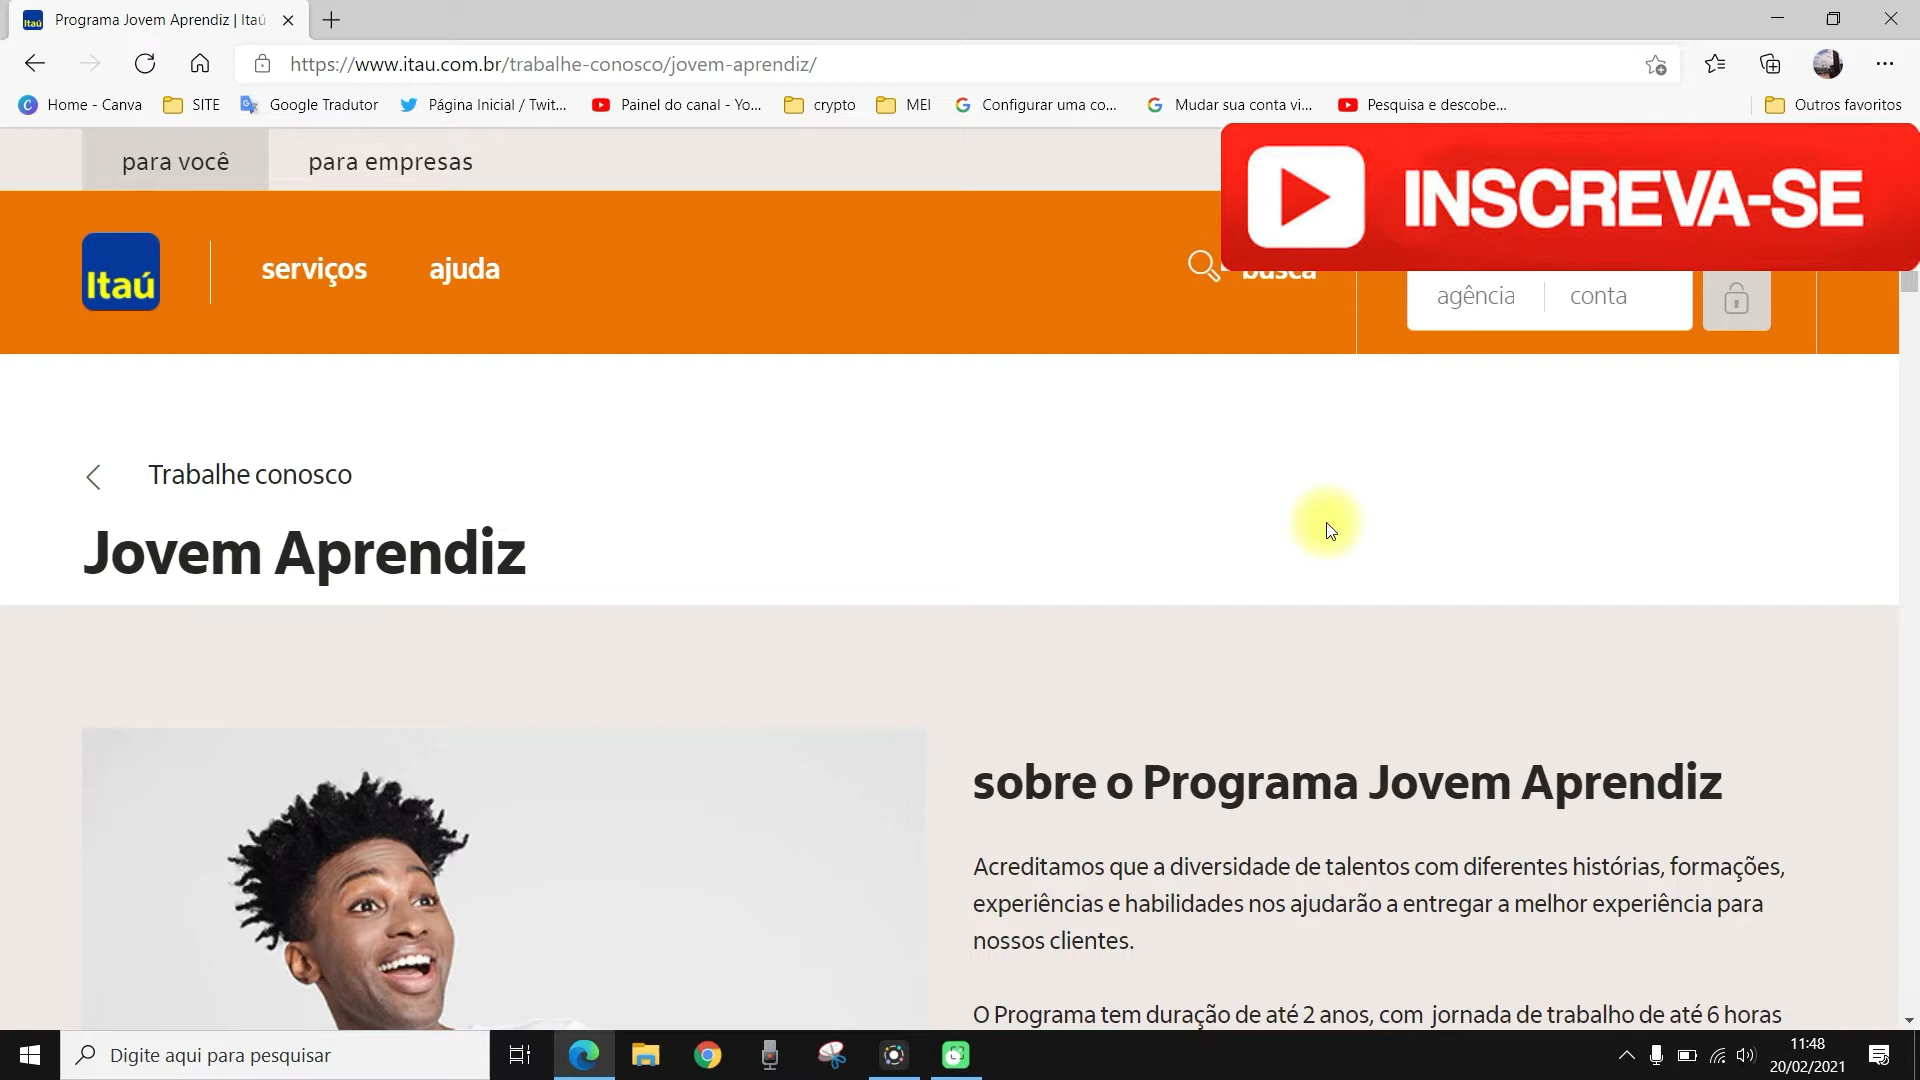 Itaú
Programa Jovem Aprendiz | Itaú
https://www.itau.com.br/trabalhe-conosco/jovem-aprendiz/
C
Home - Canva
SITE
Google Tradutor
Página Inicial / Twit...
Painel do canal - Yo...
crypto
MEI
Configurar uma co...
Mudar sua conta vi...
Pesquisa e descobe...
Outros favoritos
para você
para empresas
INSCREVA-SE
Itaú
serviços
ajuda
busca
agência
conta
Trabalhe conosco
Jovem Aprendiz
sobre o Programa Jovem Aprendiz
Acreditamos que a diversidade de talentos com diferentes histórias, formações,
experiências e habilidades nos ajudarão a entregar a melhor experiência para
nossos clientes.
O Programa tem duração de até 2 anos, com jornada de trabalho de até 6 horas
Digite aqui para pesquisar
11:48
20/02/2021